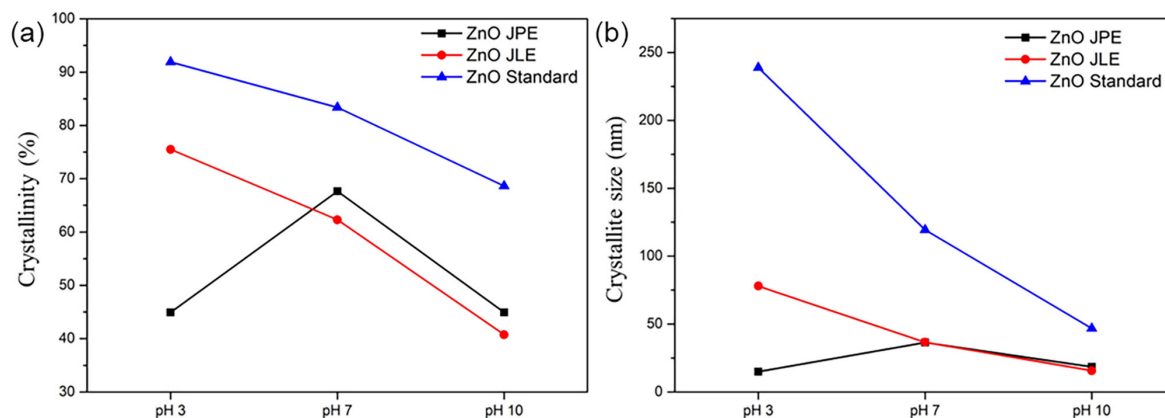 (a)
ZnO JPE
ZnO JLE
ZnO Standard
Crystallinity (%)
100
90
80
70
60
50
40
30
pH 3
pH 7
pH 10
(b)
ZnO JPE
ZnO JLE
ZnO Standard
Crystallite size (nm)
250
200
150
100
50
0
pH 3
pH 7
pH 10